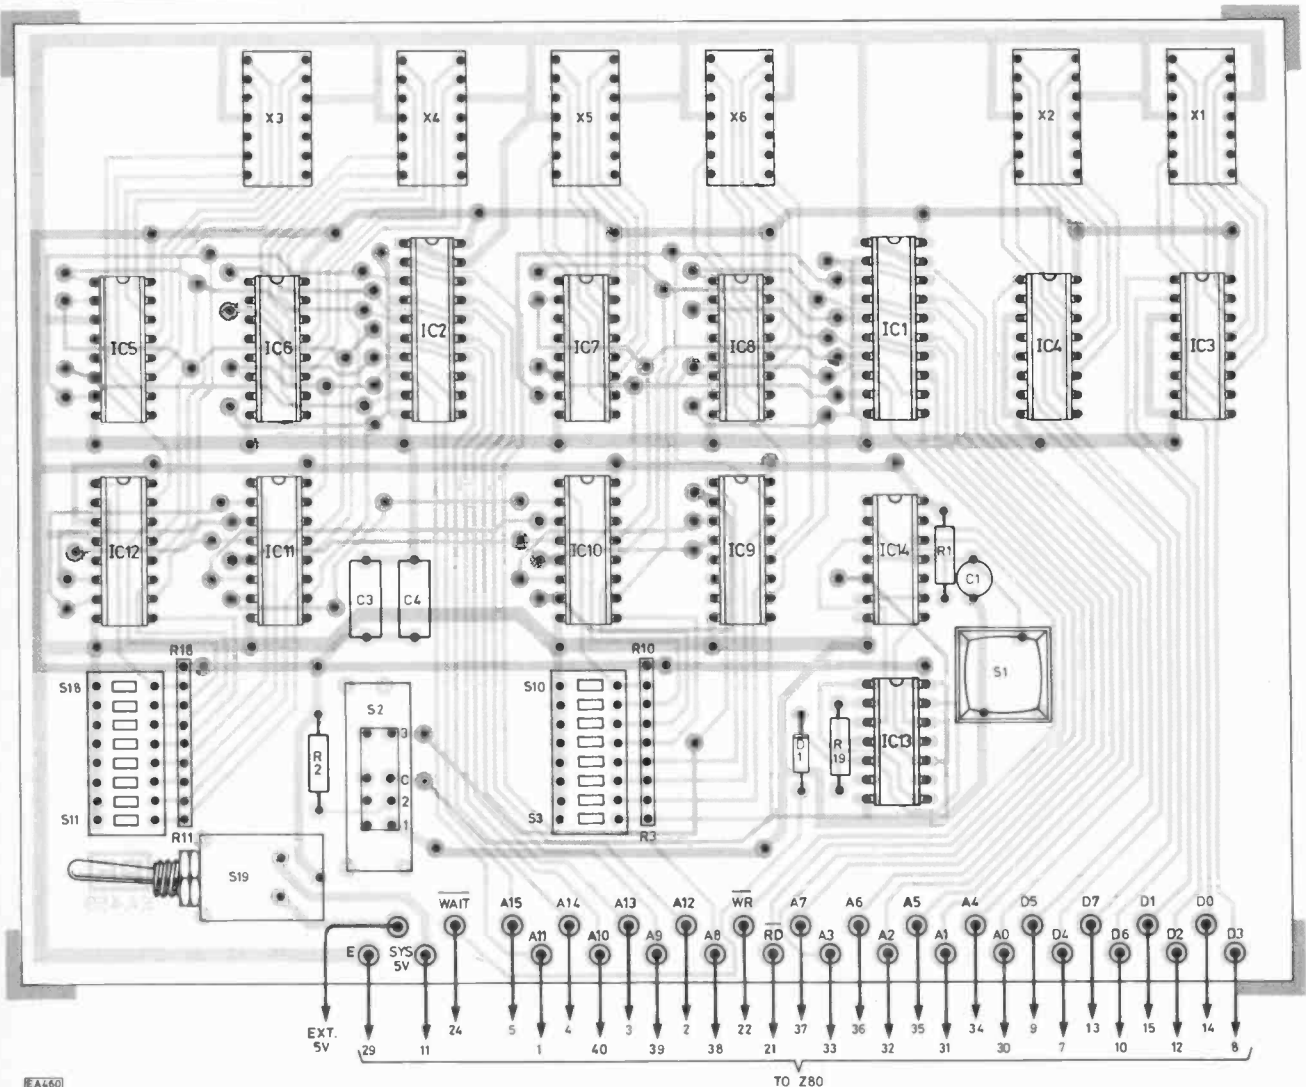 X3 X4 X5 X6 X2 X1
IC5 IC6 IC2 IC7 IC8 IC1 IC4 IC3
IC12 IC11 IC10 IC9 IC14 R1
C3 C4 C1
R18 R10
S18 S10 S1
S2
3
R2 D1 R19 IC13
C
2
1
S11 S3
R11 R3
S19
WAIT A15 A14 A13 A12 WR A7 A6 A5 A4 D5 D7 D1 D0
E SYS 5V A11 A10 A9 A8 RD A3 A2 A1 A0 D4 D6 D2 D3
EXT. 5V 24 5 4 3 2 22 37 36 35 34 9 13 15 14
29 11 1 40 39 38 21 33 32 31 30 7 10 12 8
TO Z80
EA460